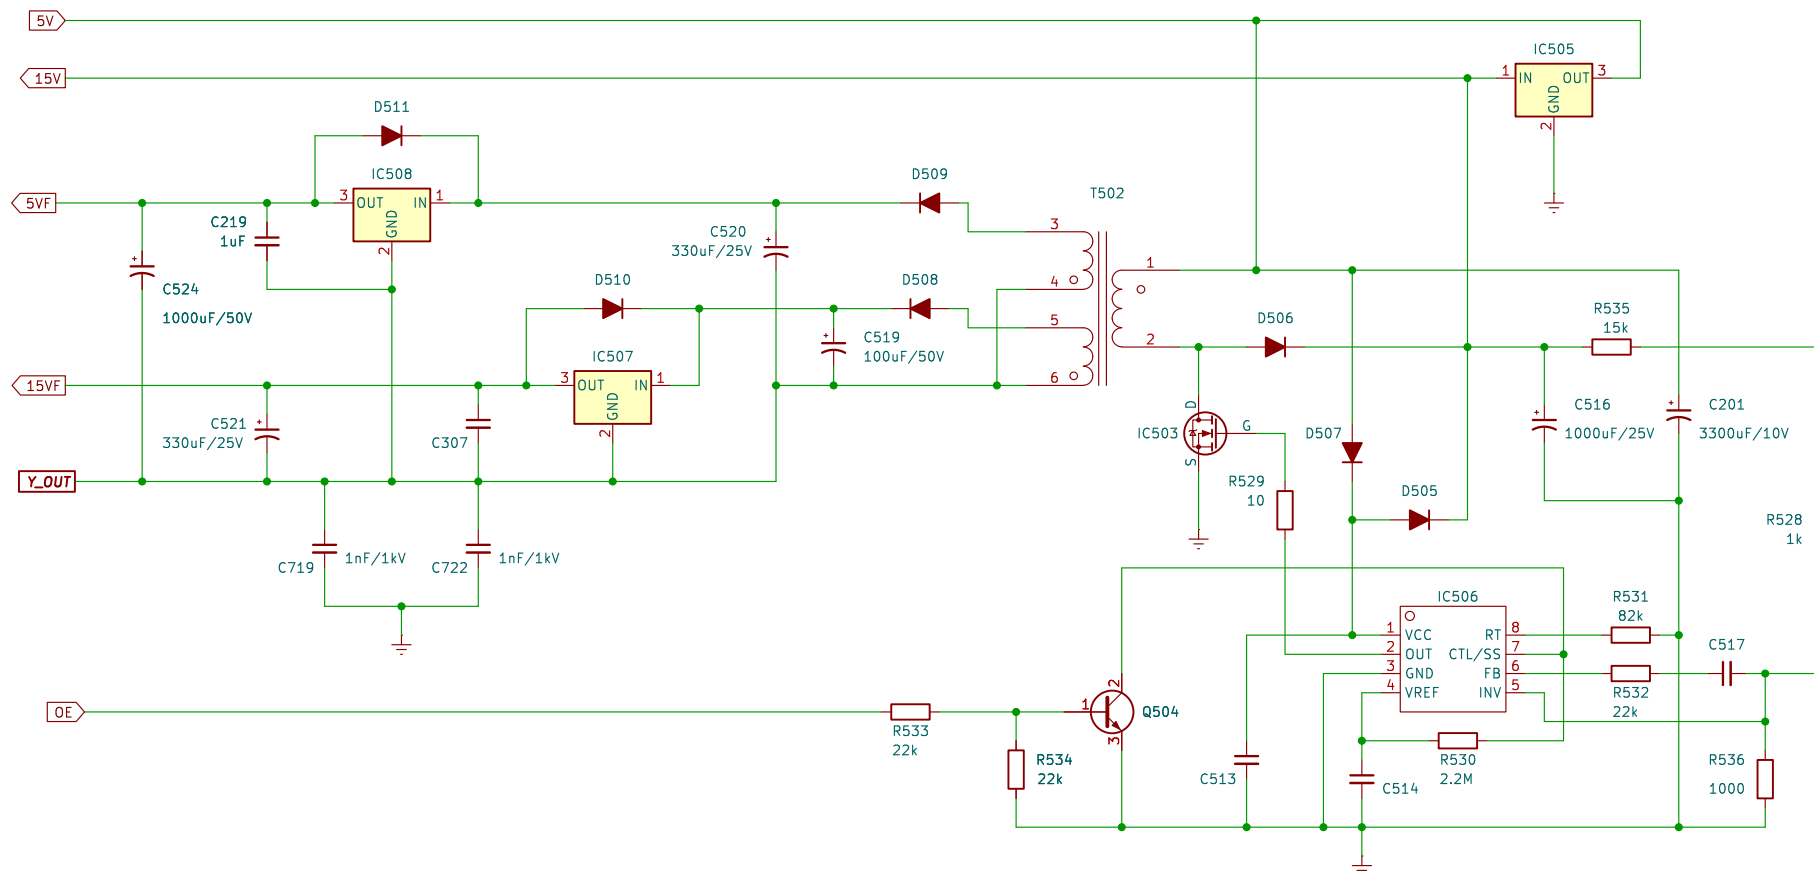 5V
15V
IC505
1 IN OUT 3
GND
2
D511
IC508
3 OUT IN 1
GND
2
5VF
C219
1uF
C524
1000uF/50V
C520
330uF/25V
D509
T502
3
4
5
6
1
2
D510
D508
C519
100uF/50V
IC507
3 OUT IN 1
GND
2
15VF
C521
330uF/25V
C307
Y_OUT
C719
1nF/1kV
C722
1nF/1kV
D506
R535
15k
IC503
D
G
S
D507
R529
10
D505
C516
1000uF/25V
C201
3300uF/10V
R528
1k
IC506
1 VCC RT 8
2 OUT CTL/SS 7
3 GND FB 6
4 VREF INV 5
R531
82k
R532
22k
C517
OE
R533
22k
R534
22k
1
2
3
Q504
C513
C514
R530
2.2M
R536
1000